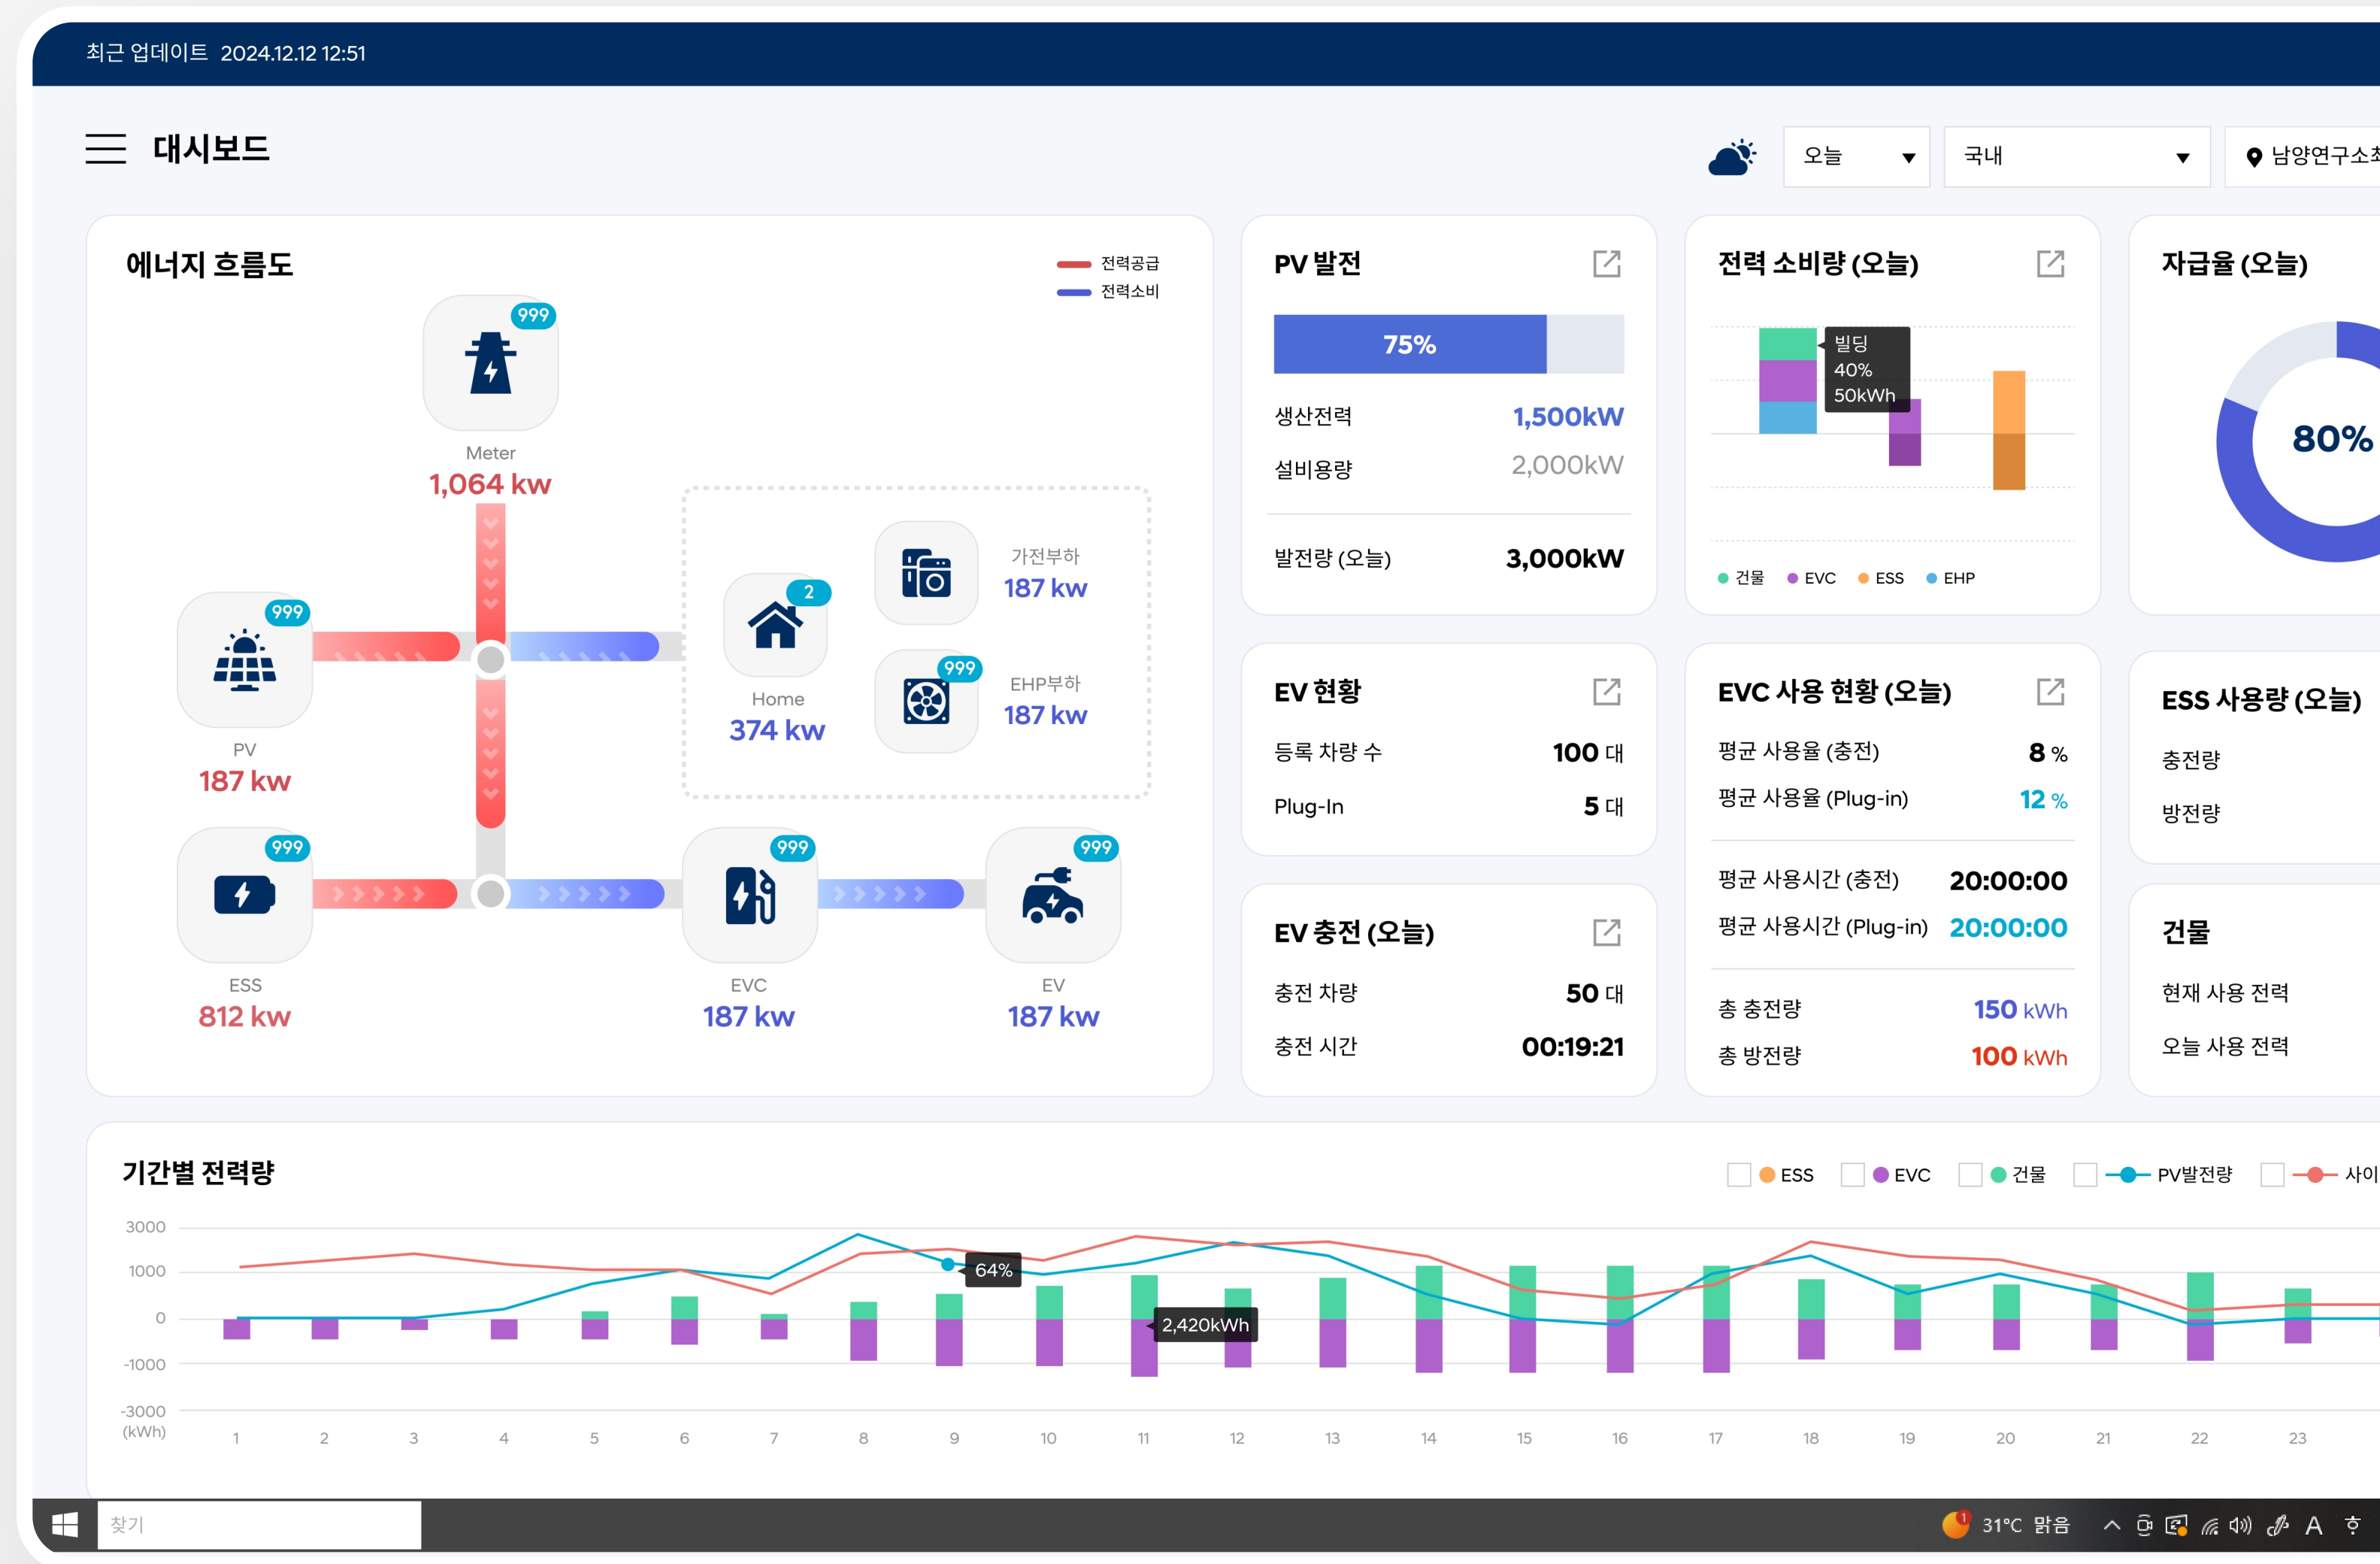 최근 업데이트 2024.12.12 12:51
대시보드
오늘
국내
남양연구소
에너지 흐름도
전력공급
전력소비
999
Meter
1,064 kw
999
PV
187 kw
2
Home
374 kw
가전부하
187 kw
999
EHP부하
187 kw
999
ESS
812 kw
999
EVC
187 kw
999
EV
187 kw
PV 발전
75%
생산전력 1,500kW
설비용량 2,000kW
발전량 (오늘) 3,000kW
전력 소비량 (오늘)
빌딩
40%
50kWh
건물 EVC ESS EHP
자급율 (오늘)
80%
EV 현황
등록 차량 수 100 대
Plug-In 5 대
EV 충전 (오늘)
충전 차량 50 대
충전 시간 00:19:21
EVC 사용 현황 (오늘)
평균 사용율 (충전) 8 %
평균 사용율 (Plug-in) 12 %
평균 사용시간 (충전) 20:00:00
평균 사용시간 (Plug-in) 20:00:00
총 충전량 150 kWh
총 방전량 100 kWh
ESS 사용량 (오늘)
충전량
방전량
건물
현재 사용 전력
오늘 사용 전력
기간별 전력량
ESS EVC 건물 PV발전량 사이
3000
1000
0
-1000
-3000
(kWh)
64%
2,420kWh
1 2 3 4 5 6 7 8 9 10 11 12 13 14 15 16 17 18 19 20 21 22 23
찾기
1
31°C 맑음
A